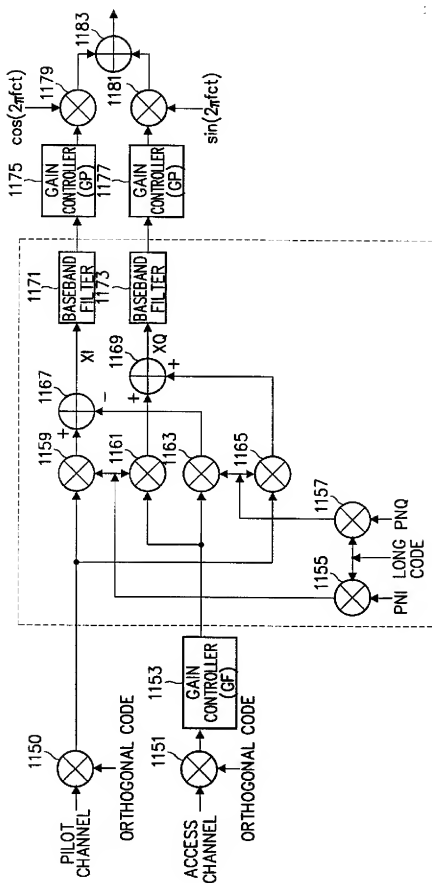 1150
PILOT
CHANNEL
ORTHOGONAL CODE
1151
ACCESS
CHANNEL
ORTHOGONAL CODE
1153
GAIN
CONTROLLER
(GF)
1155
PNI
LONG
CODE
1157
PNQ
1159
1161
1163
1165
1167
+
-
XI
1169
+
+
XQ
1171
BASEBAND
FILTER
1173
BASEBAND
FILTER
1175
GAIN
CONTROLLER
(GP)
1177
GAIN
CONTROLLER
(GP)
cos(2πfct)
1179
1181
sin(2πfct)
1183